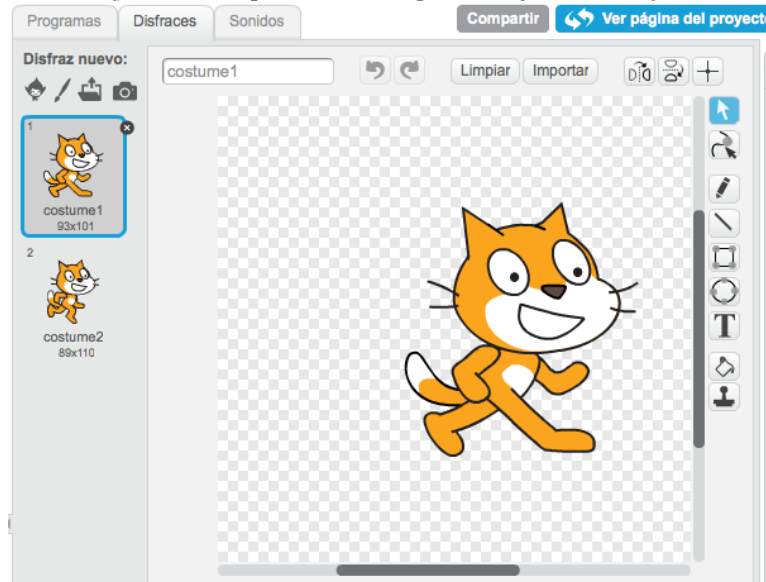 Programas Disfraces Sonidos Compartir Ver página del proyecto
Disfraz nuevo:
costume1 Limpiar Importar
1
costume1
93x101
2
costume2
89x110
T